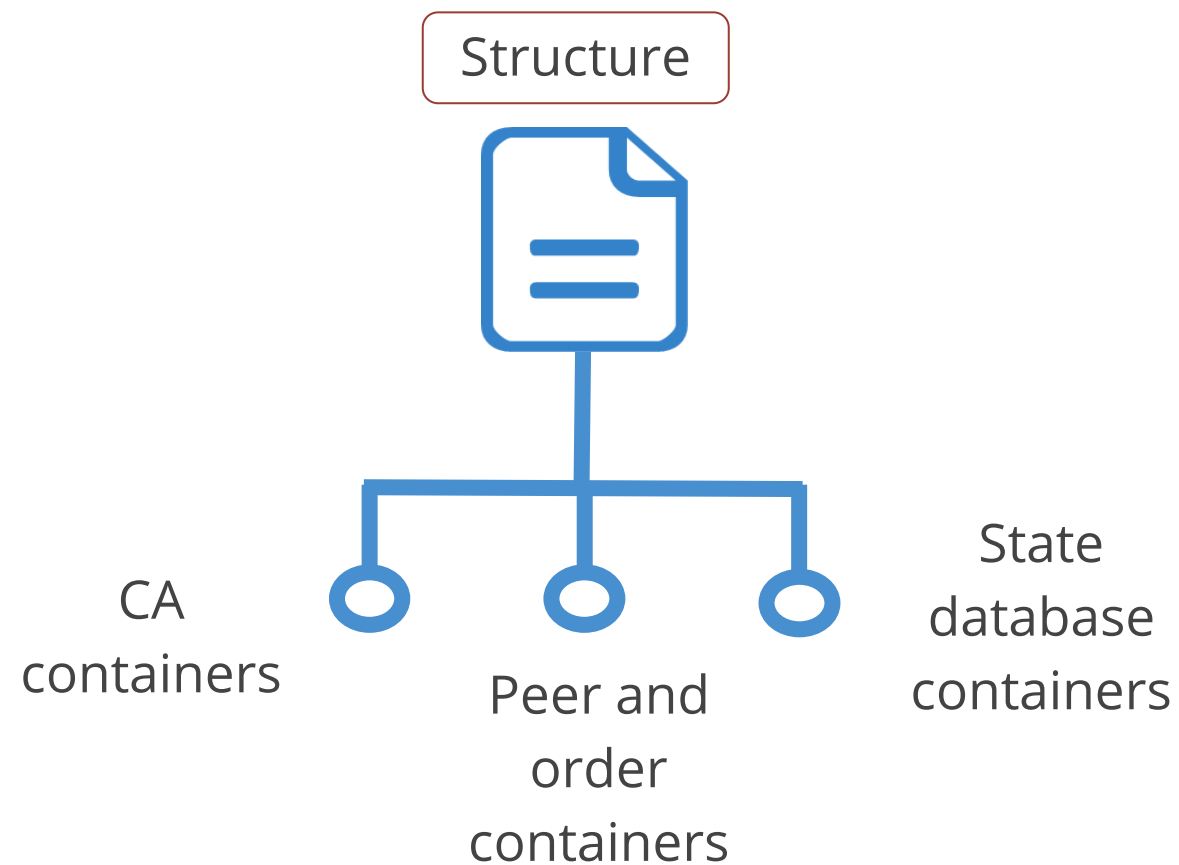 Structure
CA
containers
Peer and
order
containers
State
database
containers